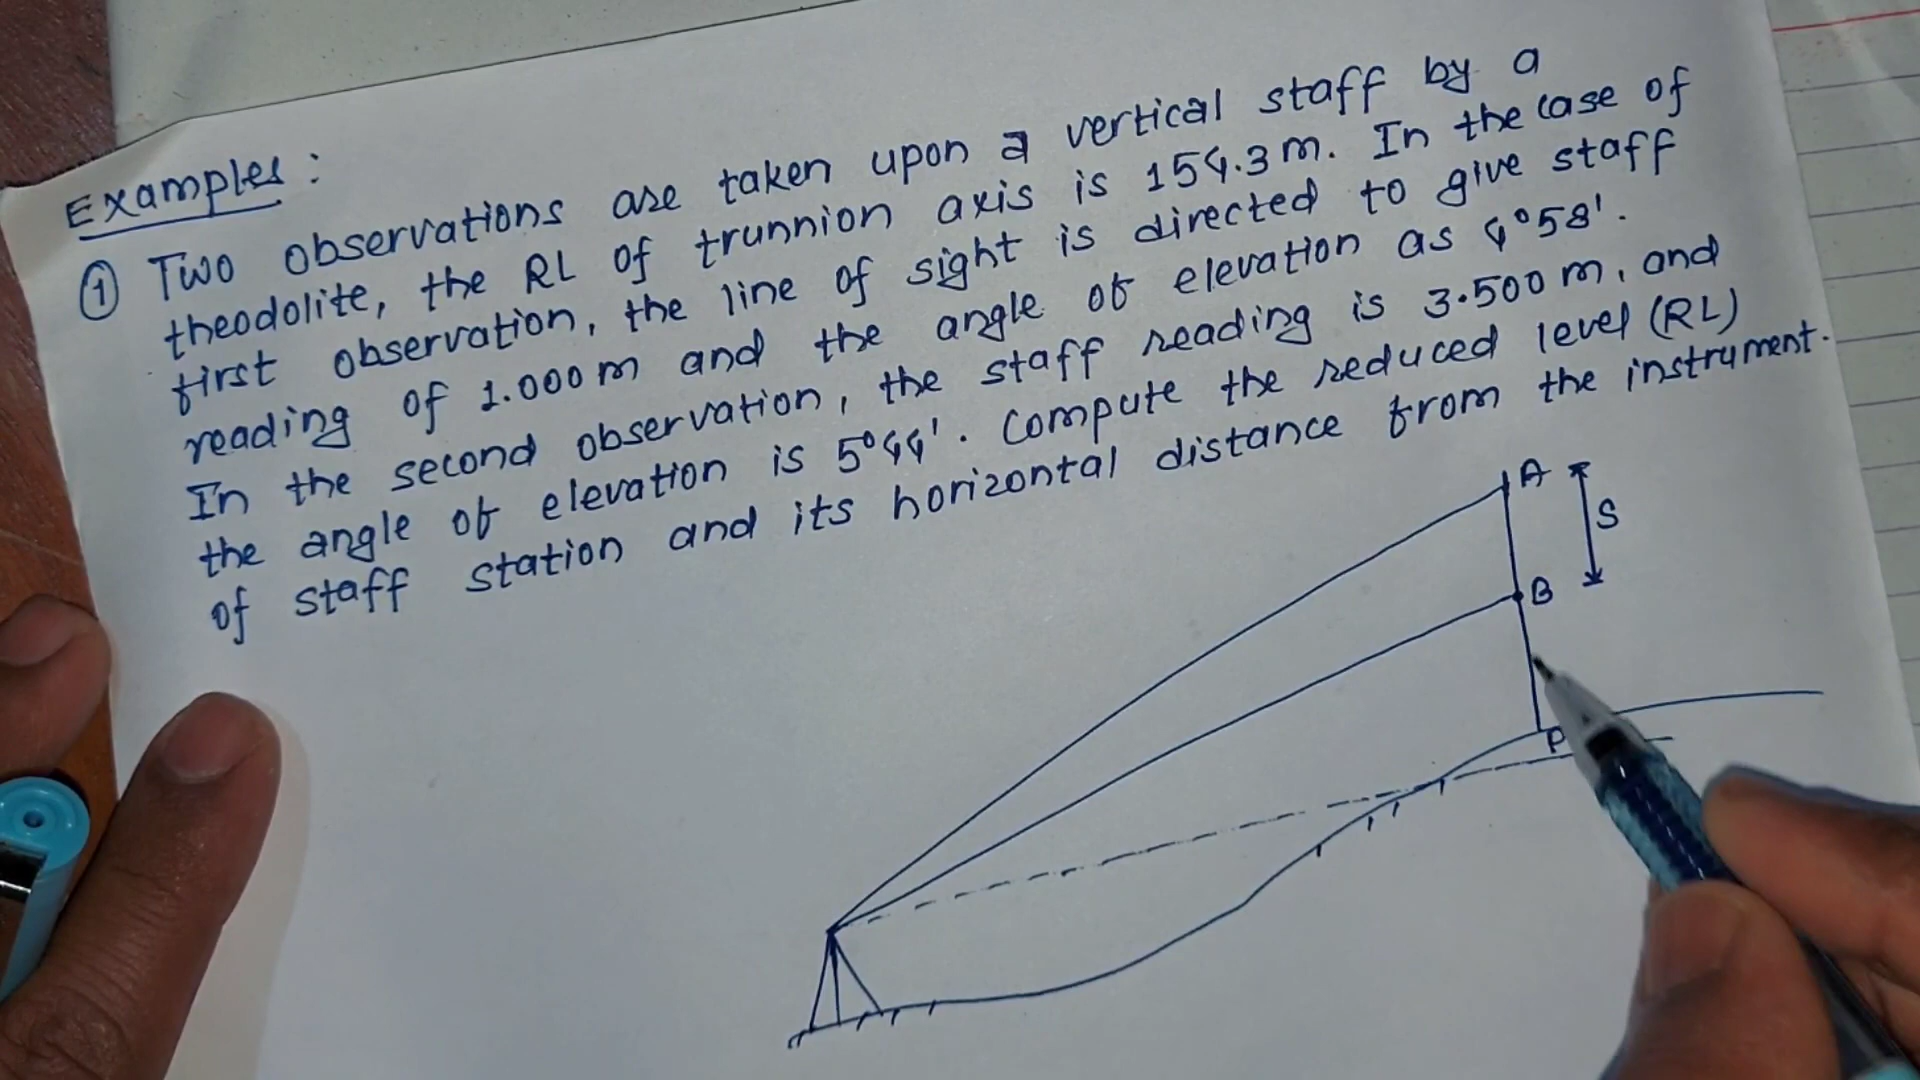 Examples:
① Two observations are taken upon a vertical staff by a
theodolite, the RL of trunnion axis is 154.3 m. In the case of
first observation, the line of sight is directed to give staff
reading of 1.000 m and the angle of elevation as 4°58'.
In the second observation, the staff reading is 3.500 m, and
the angle of elevation is 5°44'. Compute the reduced level (RL)
of staff station and its horizontal distance from the instrument.
A
S
B
P